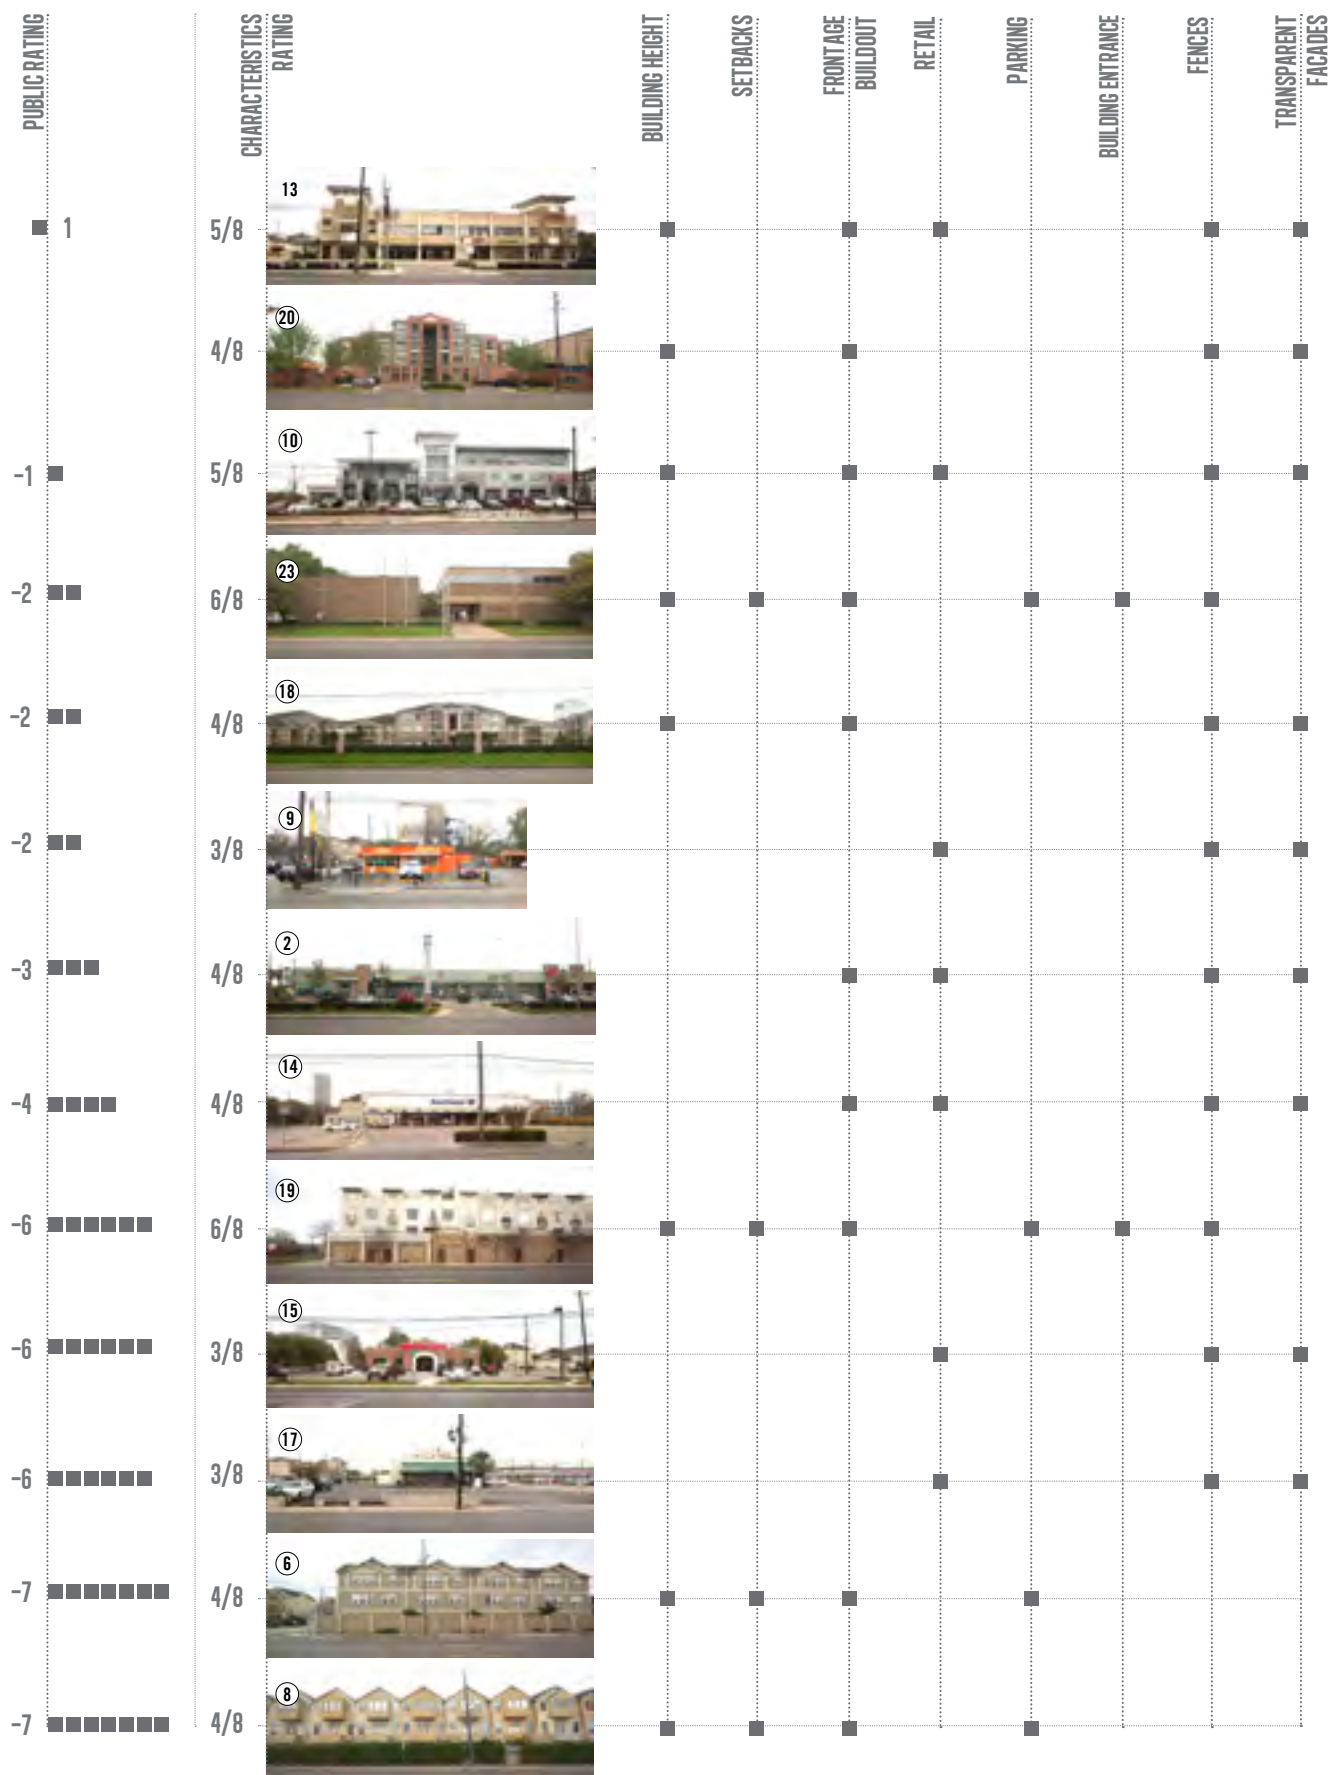 PUBLIC RATING
CHARACTERISTICS
RATING
BUILDING HEIGHT
SETBACKS
FRONTAGE
BUILDOUT
RETAIL
PARKING
BUILDING ENTRANCE
FENCES
TRANSPARENT
FACADES
1 5/8 13
4/8 20
-1 5/8 10
-2 6/8 23
-2 4/8 18
-2 3/8 9
-3 4/8 2
-4 4/8 14
-6 6/8 19
-6 3/8 15
-6 3/8 17
-7 4/8 6
-7 4/8 8